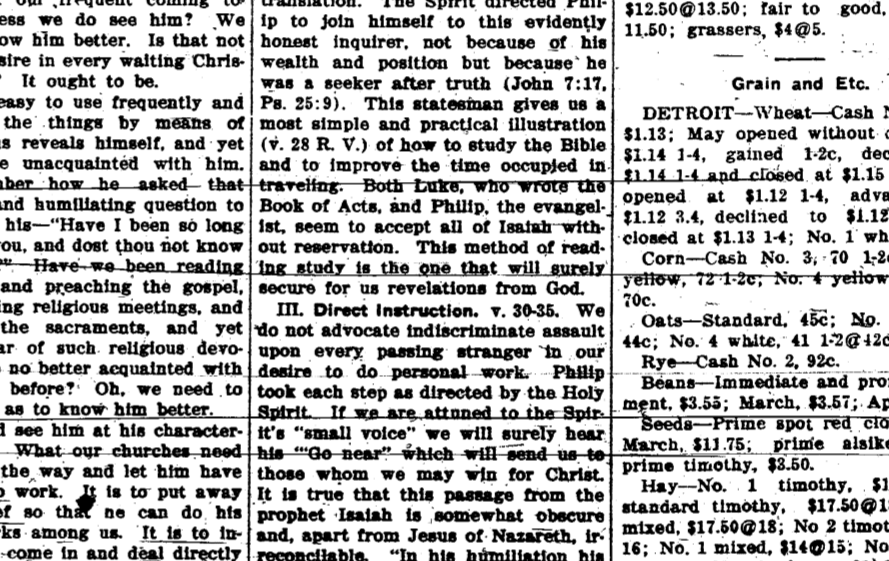 ess we do see him? We
ow him better. Is that not
sire in every waiting Chris-
It ought to be.
easy to use frequently and
the things by means of
s reveals himself, and yet
e unacquainted with him.
ber how he asked that
and humiliating question to
his—"Have I been so long
ou, and dost thou not know
Have we been reading
and preaching the gospel,
ing religious meetings, and
the sacraments, and yet
ar of such religious devo-
no better acquainted with
before? Oh, we need to
as to know him better.
l see him at his character-
What our churches need
the way and let him have
work. It is to put away
of so that he can do his
ks among us. It is to in-
come in and deal directly
translation. The Spirit directed Phil-
ip to join himself to this evidently
honest inquirer, not because of his
wealth and position but because he
was a seeker after truth (John 7:17,
Ps. 25:9). This statesman gives us a
most simple and practical illustration
(v. 28 R. V.) of how to study the Bible
and to improve the time occupied in
traveling. Both Luke, who wrote the
Book of Acts, and Philip, the evangel-
ist, seem to accept all of Isaiah with-
out reservation. This method of read-
ing study is the one that will surely
secure for us revelations from God.
III. Direct Instruction. v. 30-35. We
do not advocate indiscriminate assault
upon every passing stranger in our
desire to do personal work. Philip
took each step as directed by the Holy
Spirit. If we are attuned to the Spir-
it's "small voice" we will surely hear
his "'Go near" which will send us to
those whom we may win for Christ.
It is true that this passage from the
prophet Isaiah is somewhat obscure
and, apart from Jesus of Nazareth, ir-
reconcilable. "In his humiliation his
$12.50@13.50; fair to good,
11.50; grassers, $4@5.
Grain and Etc.
DETROIT—Wheat—Cash N
$1.13; May opened without
$1.14 1-4, gained 1-2c, dec
$1.14 1-4 and closed at $1.15
opened at $1.12 1-4, adva
$1.12 3.4, declined to $1.12
closed at $1.13 1-4; No. 1 wh
Corn—Cash No. 3, 70 1-2c
yellow, 72 1-2c; No. 4 yellow
70c.
Oats—Standard, 45c; No.
44c; No. 4 white, 41 1-2@42c
Rye—Cash No. 2, 92c.
Beans—Immediate and pro
ment, $3.55; March, $3.57; Ap
Seeds—Prime spot red clo
March, $11.75; prime alsike
prime timothy, $3.50.
Hay—No. 1 timothy, $1
standard timothy, $17.50@1
mixed, $17.50@18; No 2 timot
16; No. 1 mixed, $14@15; No